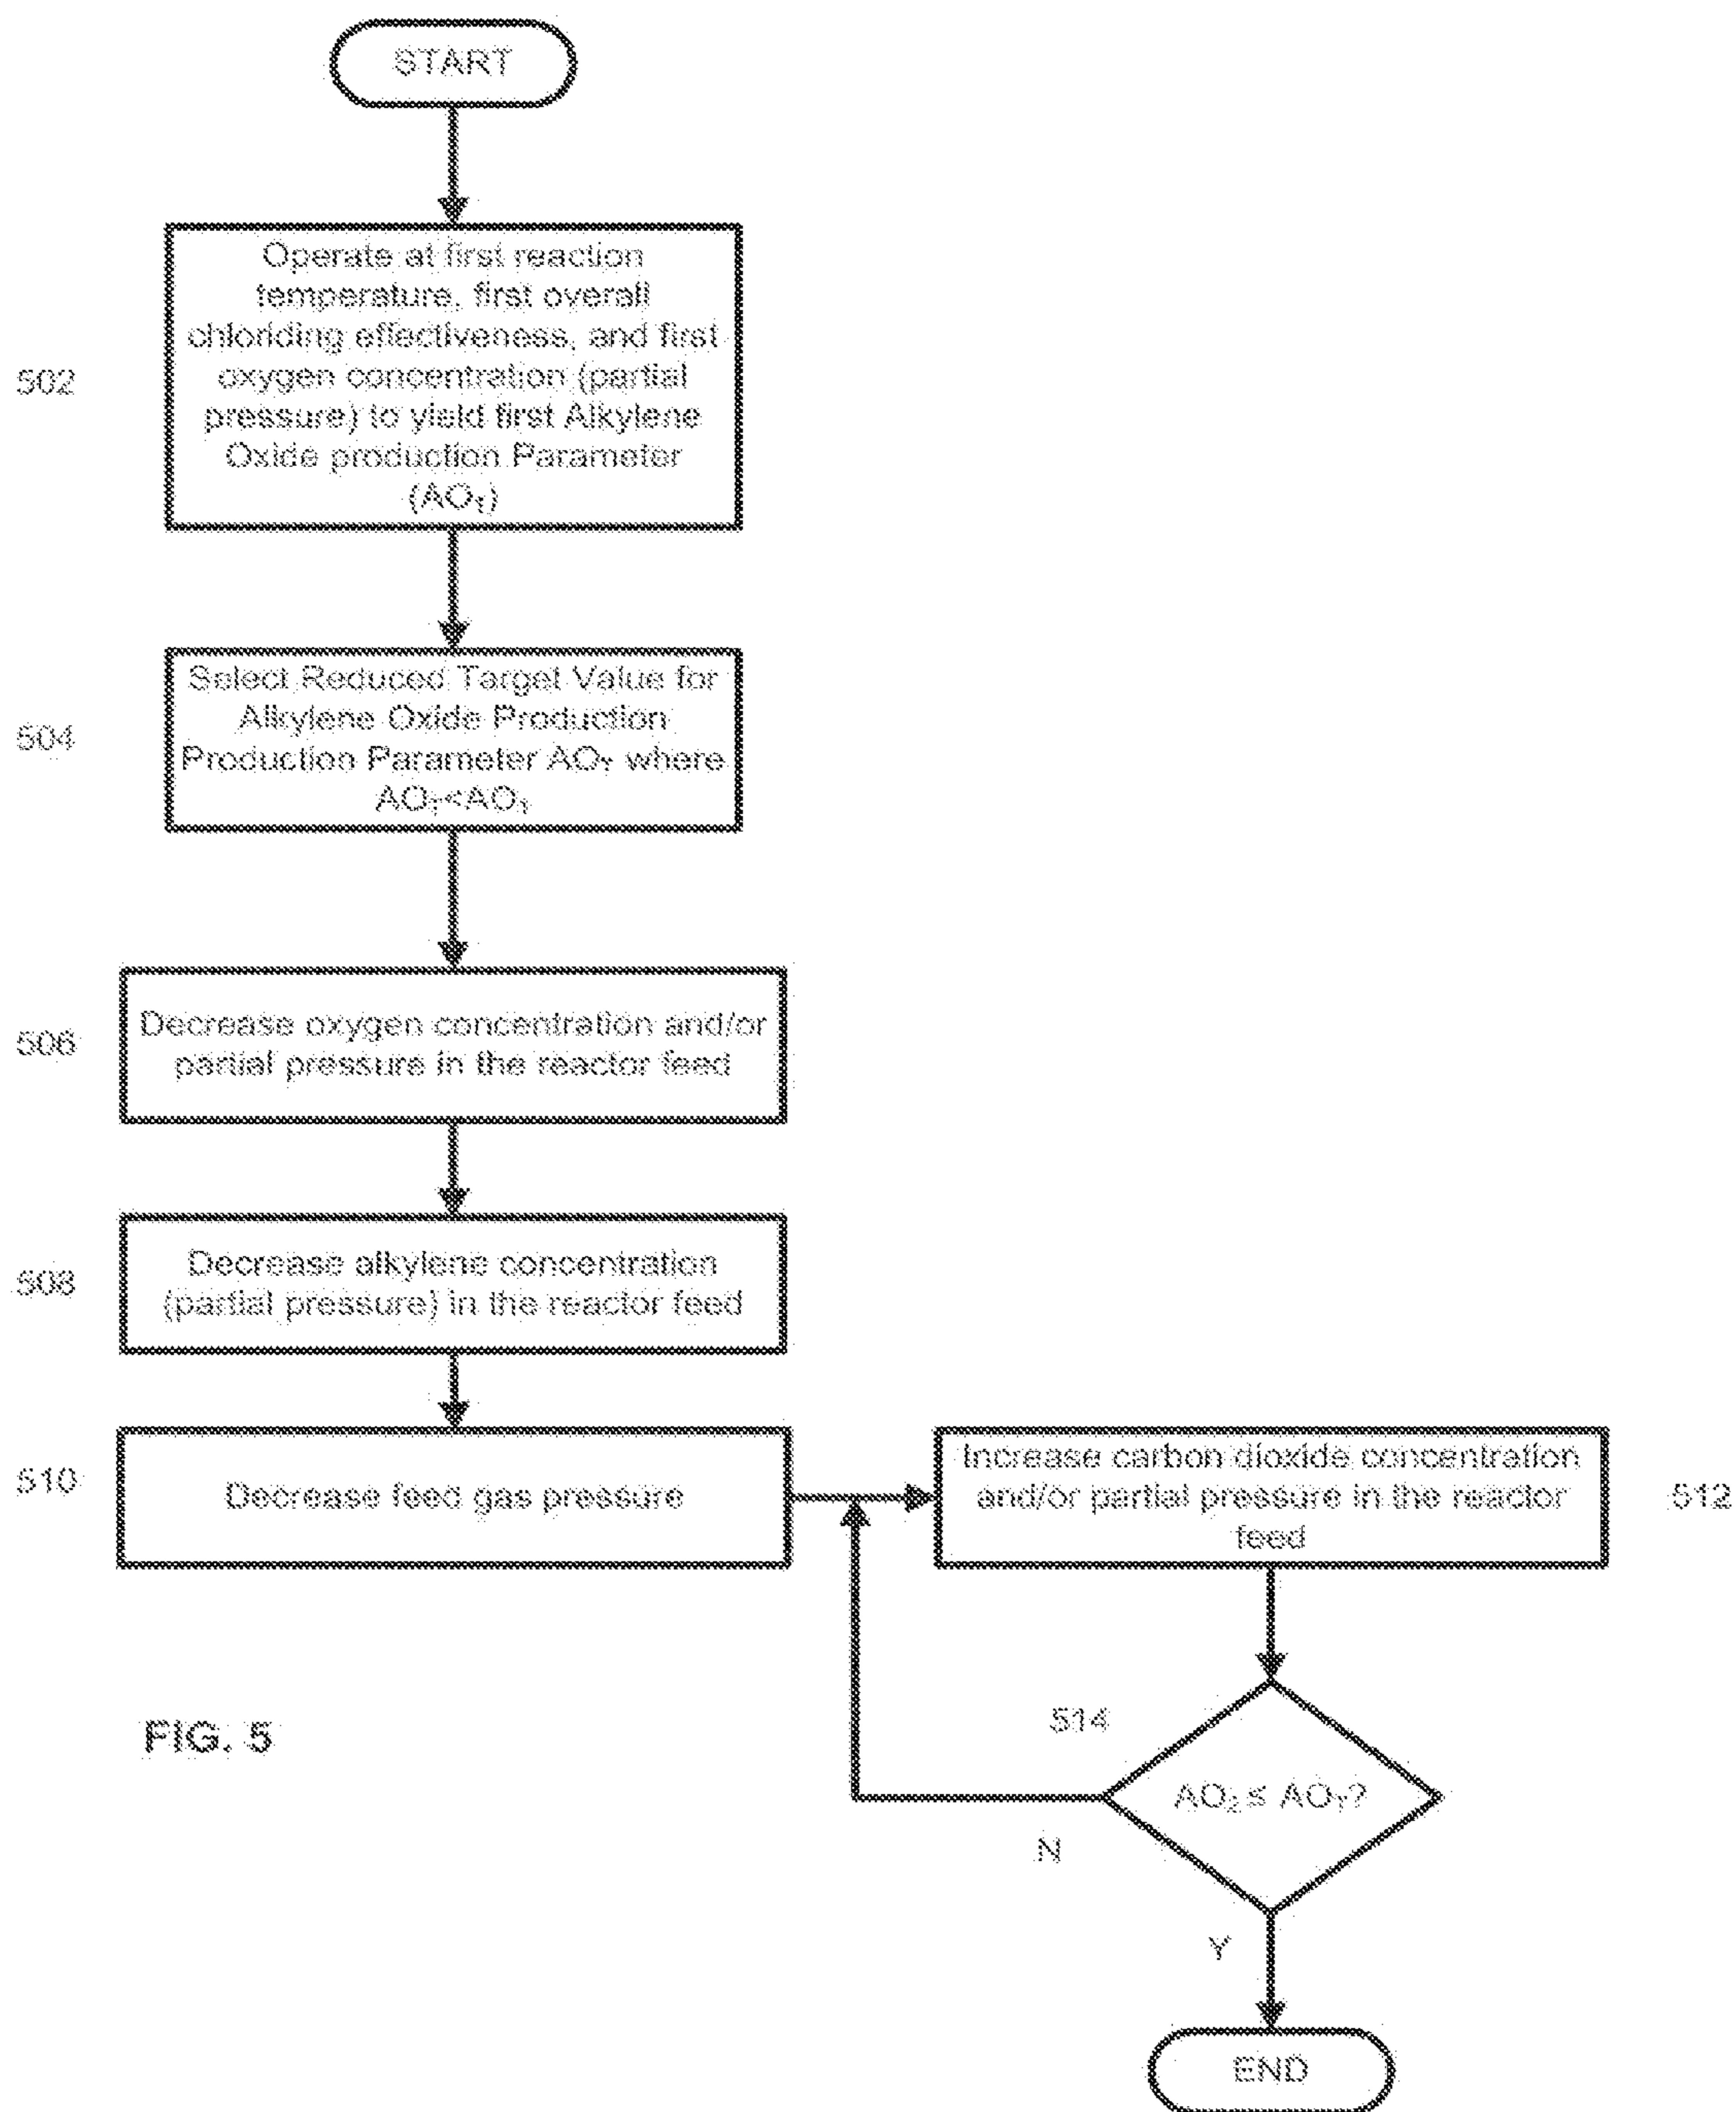 START
502
Operate at first reaction
temperature, first overall
chloriding effectiveness, and first
oxygen concentration (partial
pressure) to yield first Alkylene
Oxide production Parameter
(AO₁)
504
Select Reduced Target Value for
Alkylene Oxide Production
Production Parameter AO_T where
AO_T<AO₁
506
Decrease oxygen concentration and/or
partial pressure in the reactor feed
508
Decrease alkylene concentration
(partial pressure) in the reactor feed
510
Decrease feed gas pressure
Increase carbon dioxide concentration
and/or partial pressure in the reactor
feed
512
514
AO₂ ≤ AO_T?
N
Y
END
FIG. 5